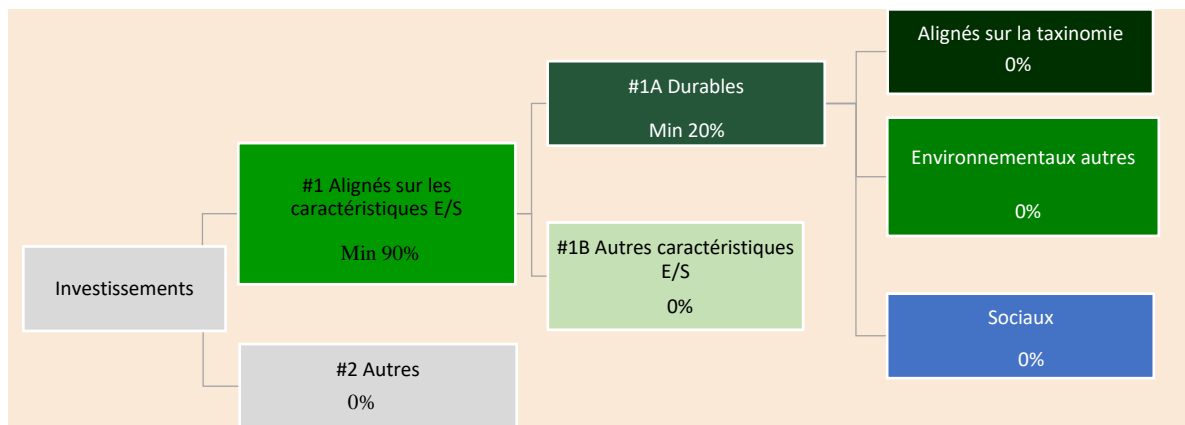 Investissements
#1 Alignés sur les
caractéristiques E/S
Min 90%
#2 Autres
0%
#1A Durables
Min 20%
#1B Autres caractéristiques
E/S
0%
Alignés sur la taxinomie
0%
Environnementaux autres
0%
Sociaux
0%